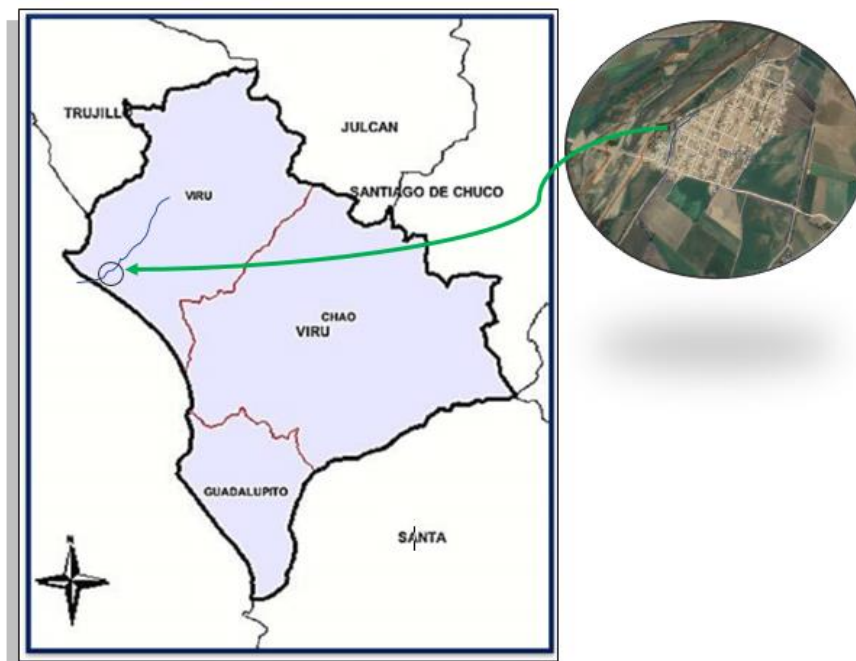 TRUJILLO
JULCAN
VIRU
SANTIAGO DE CHUCO
CHAO
VIRU
GUADALUPITO
SANTA
N